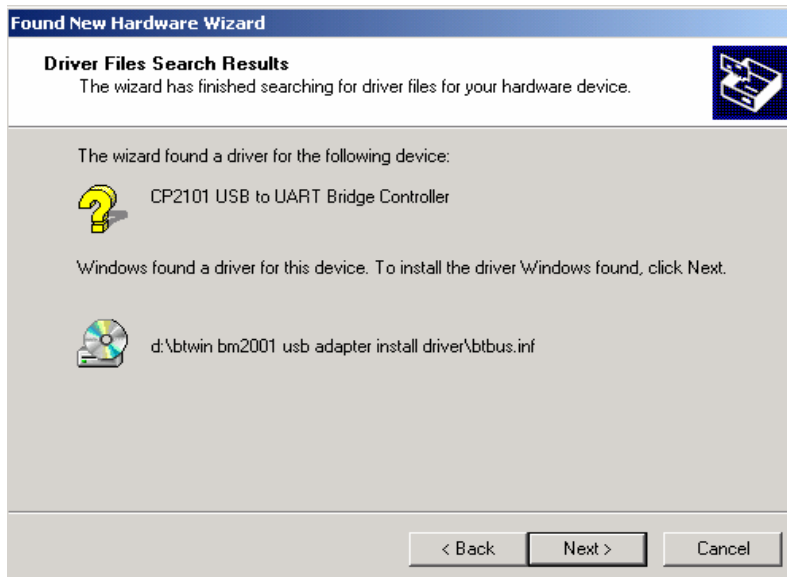 Found New Hardware Wizard
Driver Files Search Results
The wizard has finished searching for driver files for your hardware device.
The wizard found a driver for the following device:
CP2101 USB to UART Bridge Controller
Windows found a driver for this device. To install the driver Windows found, click Next.
d:\btwin bm2001 usb adapter install driver\btbus.inf
< Back Next > Cancel